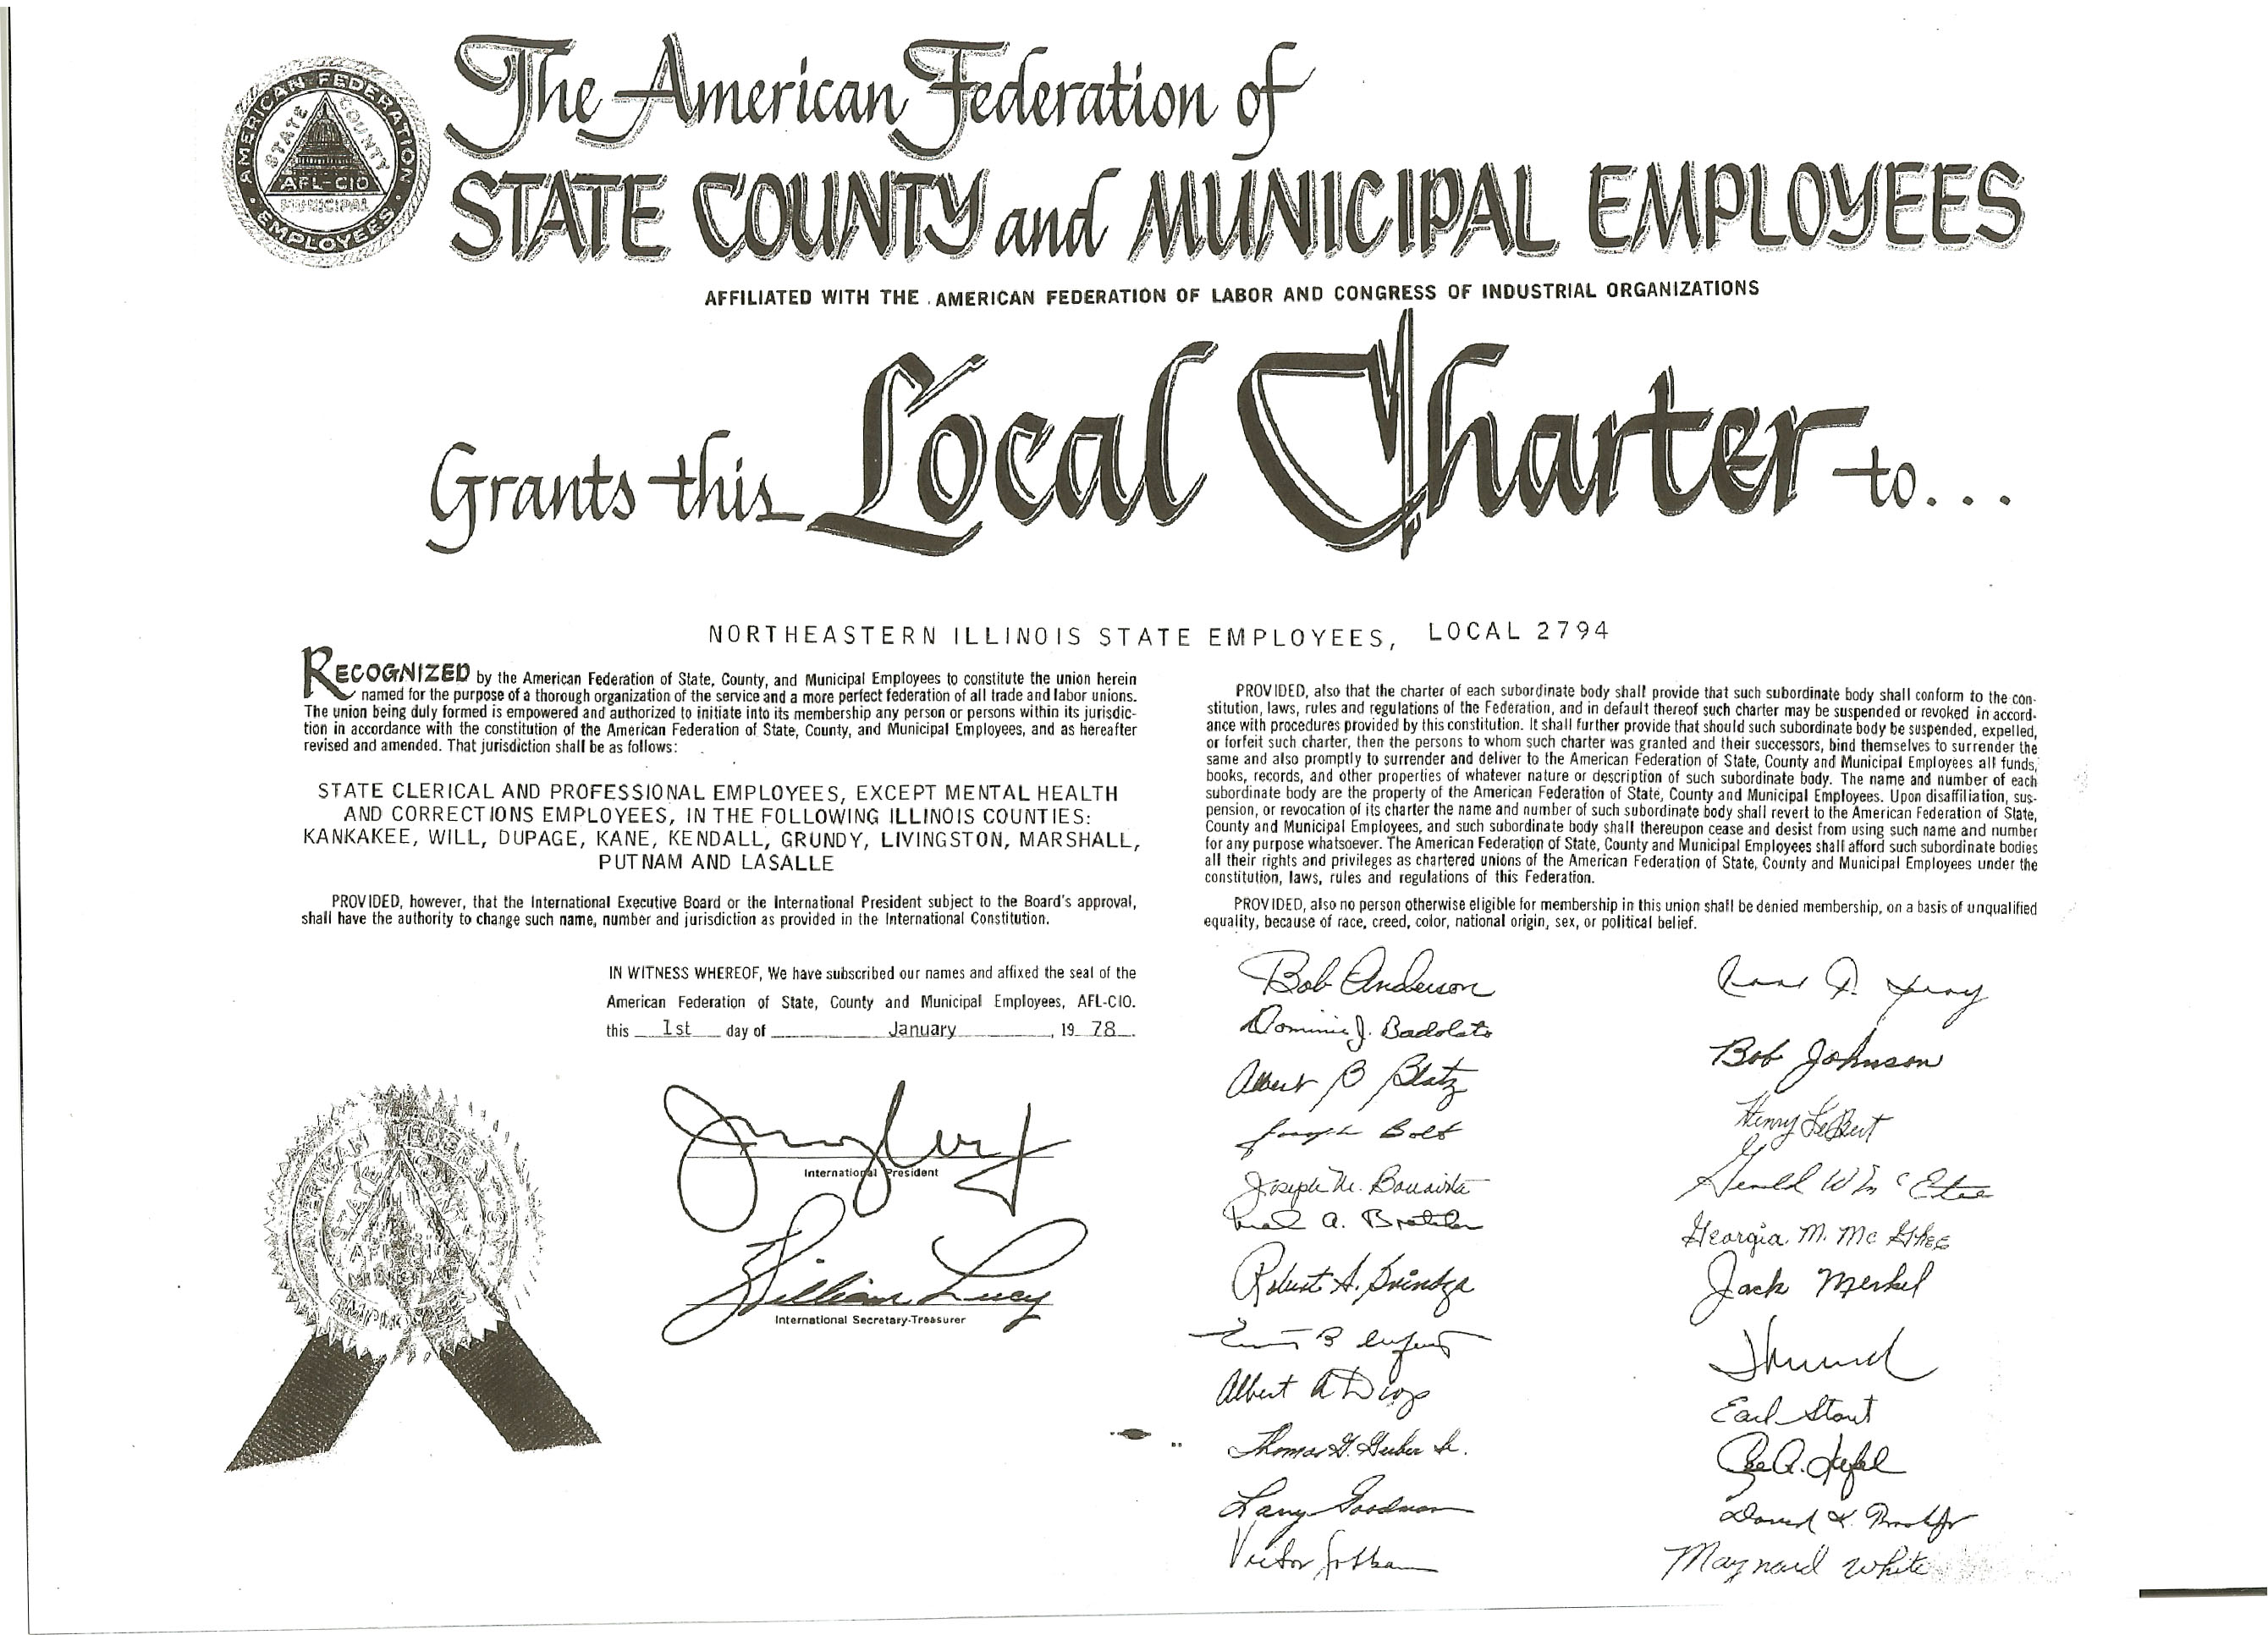 AMERICAN FEDERATION
STATE COUNTY
AFL-CIO
MUNICIPAL
EMPLOYEES
The American Federation of
STATE COUNTY and MUNICIPAL EMPLOYEES
AFFILIATED WITH THE AMERICAN FEDERATION OF LABOR AND CONGRESS OF INDUSTRIAL ORGANIZATIONS
Grants this Local Charter to...
NORTHEASTERN ILLINOIS STATE EMPLOYEES, LOCAL 2794
RECOGNIZED by the American Federation of State, County, and Municipal Employees to constitute the union herein
named for the purpose of a thorough organization of the service and a more perfect federation of all trade and labor unions.
The union being duly formed is empowered and authorized to initiate into its membership any person or persons within its jurisdic-
tion in accordance with the constitution of the American Federation of State, County, and Municipal Employees, and as hereafter
revised and amended. That jurisdiction shall be as follows:
STATE CLERICAL AND PROFESSIONAL EMPLOYEES, EXCEPT MENTAL HEALTH
AND CORRECTIONS EMPLOYEES, IN THE FOLLOWING ILLINOIS COUNTIES:
KANKAKEE, WILL, DUPAGE, KANE, KENDALL, GRUNDY, LIVINGSTON, MARSHALL,
PUTNAM AND LASALLE
PROVIDED, however, that the International Executive Board or the International President subject to the Board's approval,
shall have the authority to change such name, number and jurisdiction as provided in the International Constitution.
IN WITNESS WHEREOF, We have subscribed our names and affixed the seal of the
American Federation of State, County and Municipal Employees, AFL-CIO.
this 1st day of January, 19 78.
International President
William Lucy
International Secretary-Treasurer
PROVIDED, also that the charter of each subordinate body shall provide that such subordinate body shall conform to the con-
stitution, laws, rules and regulations of the Federation, and in default thereof such charter may be suspended or revoked in accord-
ance with procedures provided by this constitution. It shall further provide that should such subordinate body be suspended, expelled,
or forfeit such charter, then the persons to whom such charter was granted and their successors, bind themselves to surrender the
same and also promptly to surrender and deliver to the American Federation of State, County and Municipal Employees all funds,
books, records, and other properties of whatever nature or description of such subordinate body. The name and number of each
subordinate body are the property of the American Federation of State, County and Municipal Employees. Upon disaffiliation, sus-
pension, or revocation of its charter the name and number of such subordinate body shall revert to the American Federation of State,
County and Municipal Employees, and such subordinate body shall thereupon cease and desist from using such name and number
for any purpose whatsoever. The American Federation of State, County and Municipal Employees shall afford such subordinate bodies
all their rights and privileges as chartered unions of the American Federation of State, County and Municipal Employees under the
constitution, laws, rules and regulations of this Federation.
PROVIDED, also no person otherwise eligible for membership in this union shall be denied membership, on a basis of unqualified
equality, because of race, creed, color, national origin, sex, or political belief.
Bob Anderson
Dominic J. Badolato
Albert B Blatz
Joseph Bolt
Joseph M.
A.
Robert A.
B
Albert A Diop
Thomas G. Jr.
Larry Goodman
Victor
Bob Johnson
Henry
Gerald W Mc Entee
Georgia M. Mc Ghee
Jack Merkel
Earl Stout
David K.
Maynard White